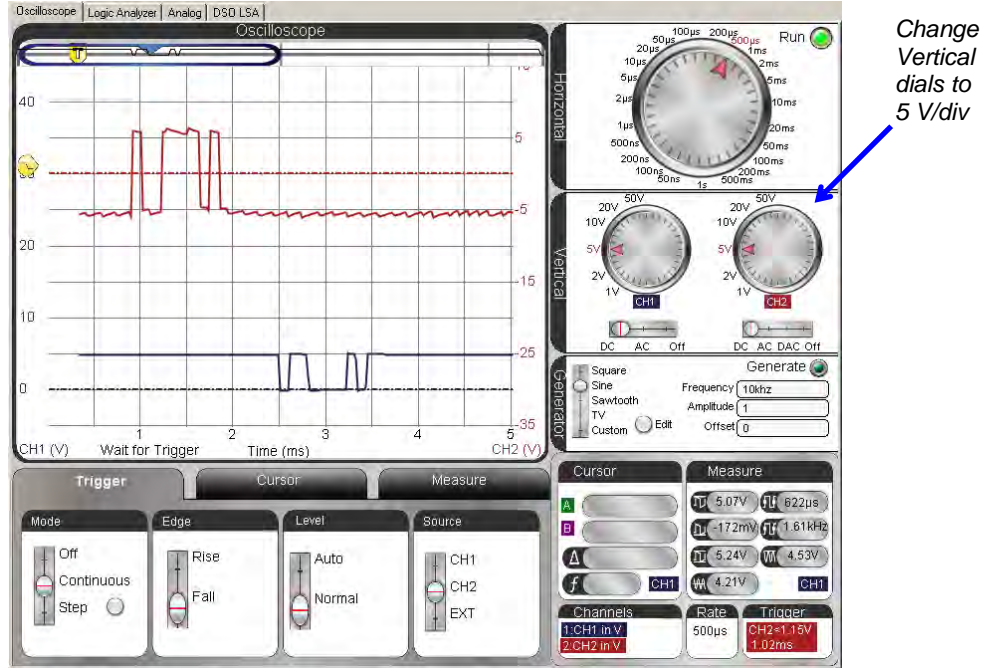 Oscilloscope Logic Analyzer Analog DSO LSA
Oscilloscope
T
40
20
10
0
10
5
-5
-15
-25
-35
1 2 3 4 5
CH1 (V) Wait for Trigger Time (ms) CH2 (V)
Horizontal
Run
1s
50ns
100ns
200ns
500ns
1µs
2µs
5µs
10µs
20µs
50µs
100µs
200µs
500µs
1ms
2ms
5ms
10ms
20ms
50ms
100ms
200ms
500ms
Vertical
50V
20V
10V
5V
2V
1V
CH1
DC AC Off
50V
20V
10V
5V
2V
1V
CH2
DC AC DAC Off
Generator
Square
Sine
Sawtooth
TV
Custom
Edit
Generate
Frequency 10khz
Amplitude 1
Offset 0
Change
Vertical
dials to
5 V/div
Trigger Cursor Measure
Mode
Off
Continuous
Step
Edge
Rise
Fall
Level
Auto
Normal
Source
CH1
CH2
EXT
Cursor
A
B
Δ
f
CH1
Measure
5.07V 622µs
-172mV 1.61kHz
5.24V 4.53V
4.21V CH1
Channels
1:CH1 in V
2:CH2 in V
Rate
500µs
Trigger
CH2<1.15V
1.02ms